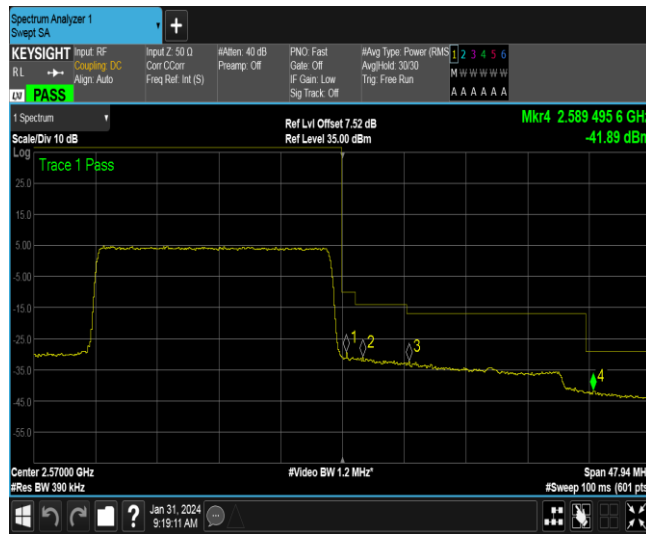 Spectrum Analyzer 1
Swept SA
KEYSIGHT
RL
LXI PASS
Input: RF
Coupling: DC
Align: Auto
Input Z: 50 Ω
Corr CCorr
Freq Ref: Int (S)
#Atten: 40 dB
Preamp: Off
PNO: Fast
Gate: Off
IF Gain: Low
Sig Track: Off
#Avg Type: Power (RMS
Avg|Hold: 30/30
Trig: Free Run
1 2 3 4 5 6
M W W W W W
A A A A A A
1 Spectrum
Scale/Div 10 dB
Log
Ref Lvl Offset 7.52 dB
Ref Level 35.00 dBm
Mkr4 2.589 495 6 GHz
-41.89 dBm
Trace 1 Pass
25.0
15.0
5.00
-5.00
-15.0
-25.0
-35.0
-45.0
-55.0
1
2
3
4
Center 2.57000 GHz
#Res BW 390 kHz
#Video BW 1.2 MHz*
Span 47.94 MH
#Sweep 100 ms (601 pts
Jan 31, 2024
9:19:11 AM